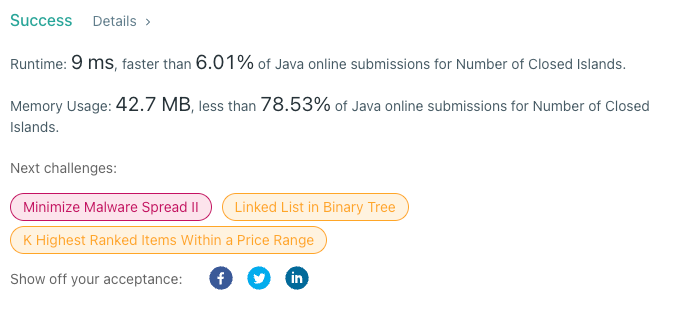 Success Details >
Runtime: 9 ms, faster than 6.01% of Java online submissions for Number of Closed Islands.
Memory Usage: 42.7 MB, less than 78.53% of Java online submissions for Number of Closed
Islands.
Next challenges:
Minimize Malware Spread II Linked List in Binary Tree
K Highest Ranked Items Within a Price Range
Show off your acceptance: f in